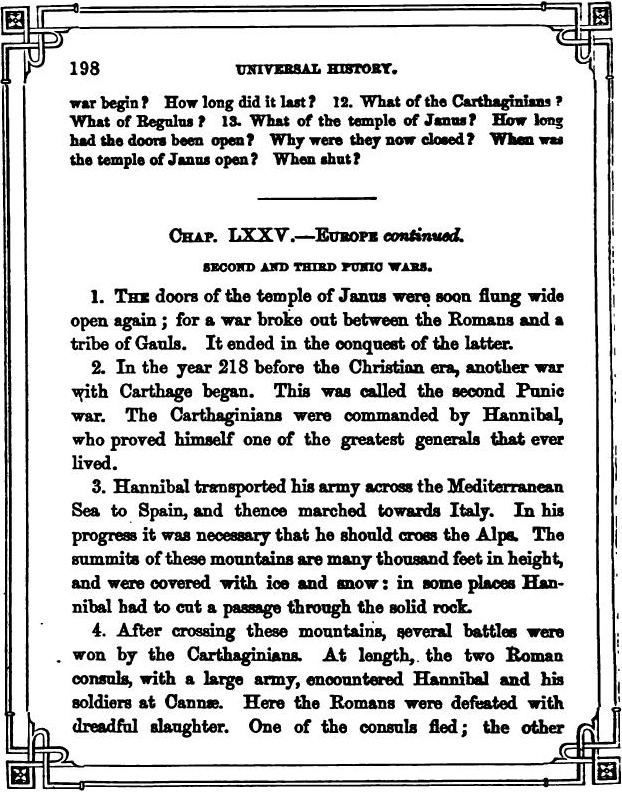 198 UNIVERSAL HISTORY.
war begin? How long did it last? 12. What of the Carthaginians?
What of Regulus? 13. What of the temple of Janus? How long
had the doors been open? Why were they now closed? When was
the temple of Janus open? When shut?
CHAP. LXXV.—EUROPE continued.
SECOND AND THIRD PUNIC WARS.
1. THE doors of the temple of Janus were soon flung wide
open again; for a war broke out between the Romans and a
tribe of Gauls. It ended in the conquest of the latter.
2. In the year 218 before the Christian era, another war
with Carthage began. This was called the second Punic
war. The Carthaginians were commanded by Hannibal,
who proved himself one of the greatest generals that ever
lived.
3. Hannibal transported his army across the Mediterranean
Sea to Spain, and thence marched towards Italy. In his
progress it was necessary that he should cross the Alps. The
summits of these mountains are many thousand feet in height,
and were covered with ice and snow: in some places Han-
nibal had to cut a passage through the solid rock.
4. After crossing these mountains, several battles were
won by the Carthaginians. At length, the two Roman
consuls, with a large army, encountered Hannibal and his
soldiers at Cannæ. Here the Romans were defeated with
dreadful slaughter. One of the consuls fled; the other